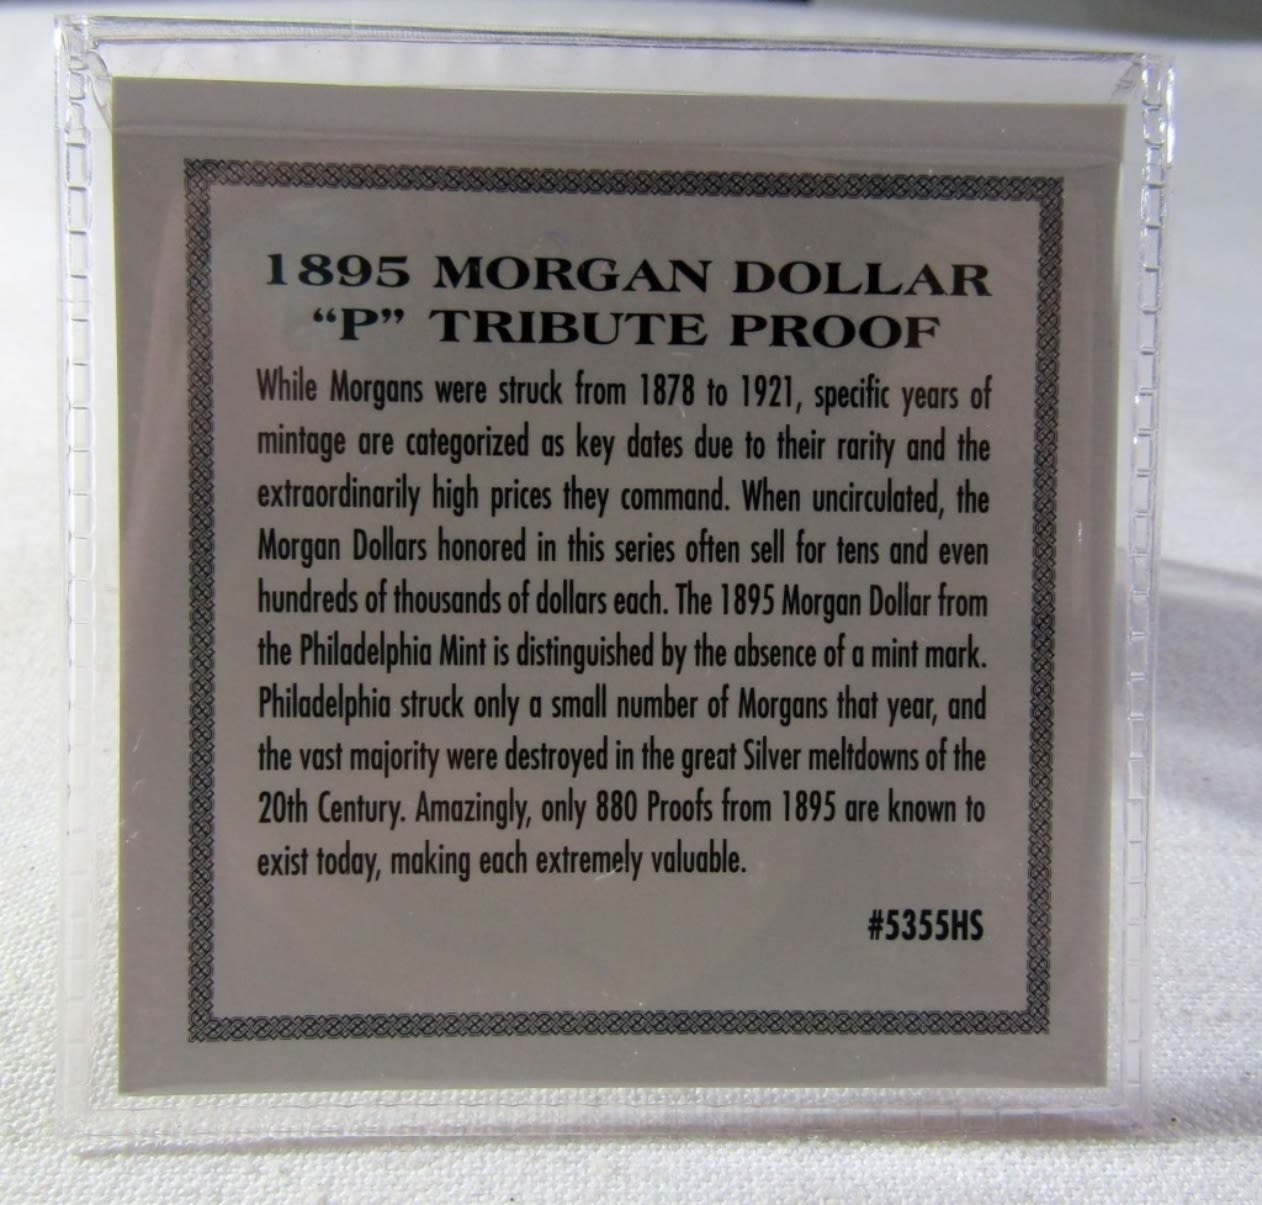 1895 MORGAN DOLLAR
“P” TRIBUTE PROOF
While Morgans were struck from 1878 to 1921, specific years of
mintage are categorized as key dates due to their rarity and the
extraordinarily high prices they command. When uncirculated, the
Morgan Dollars honored in this series often sell for tens and even
hundreds of thousands of dollars each. The 1895 Morgan Dollar from
the Philadelphia Mint is distinguished by the absence of a mint mark.
Philadelphia struck only a small number of Morgans that year, and
the vast majority were destroyed in the great Silver meltdowns of the
20th Century. Amazingly, only 880 Proofs from 1895 are known to
exist today, making each extremely valuable.
#5355HS